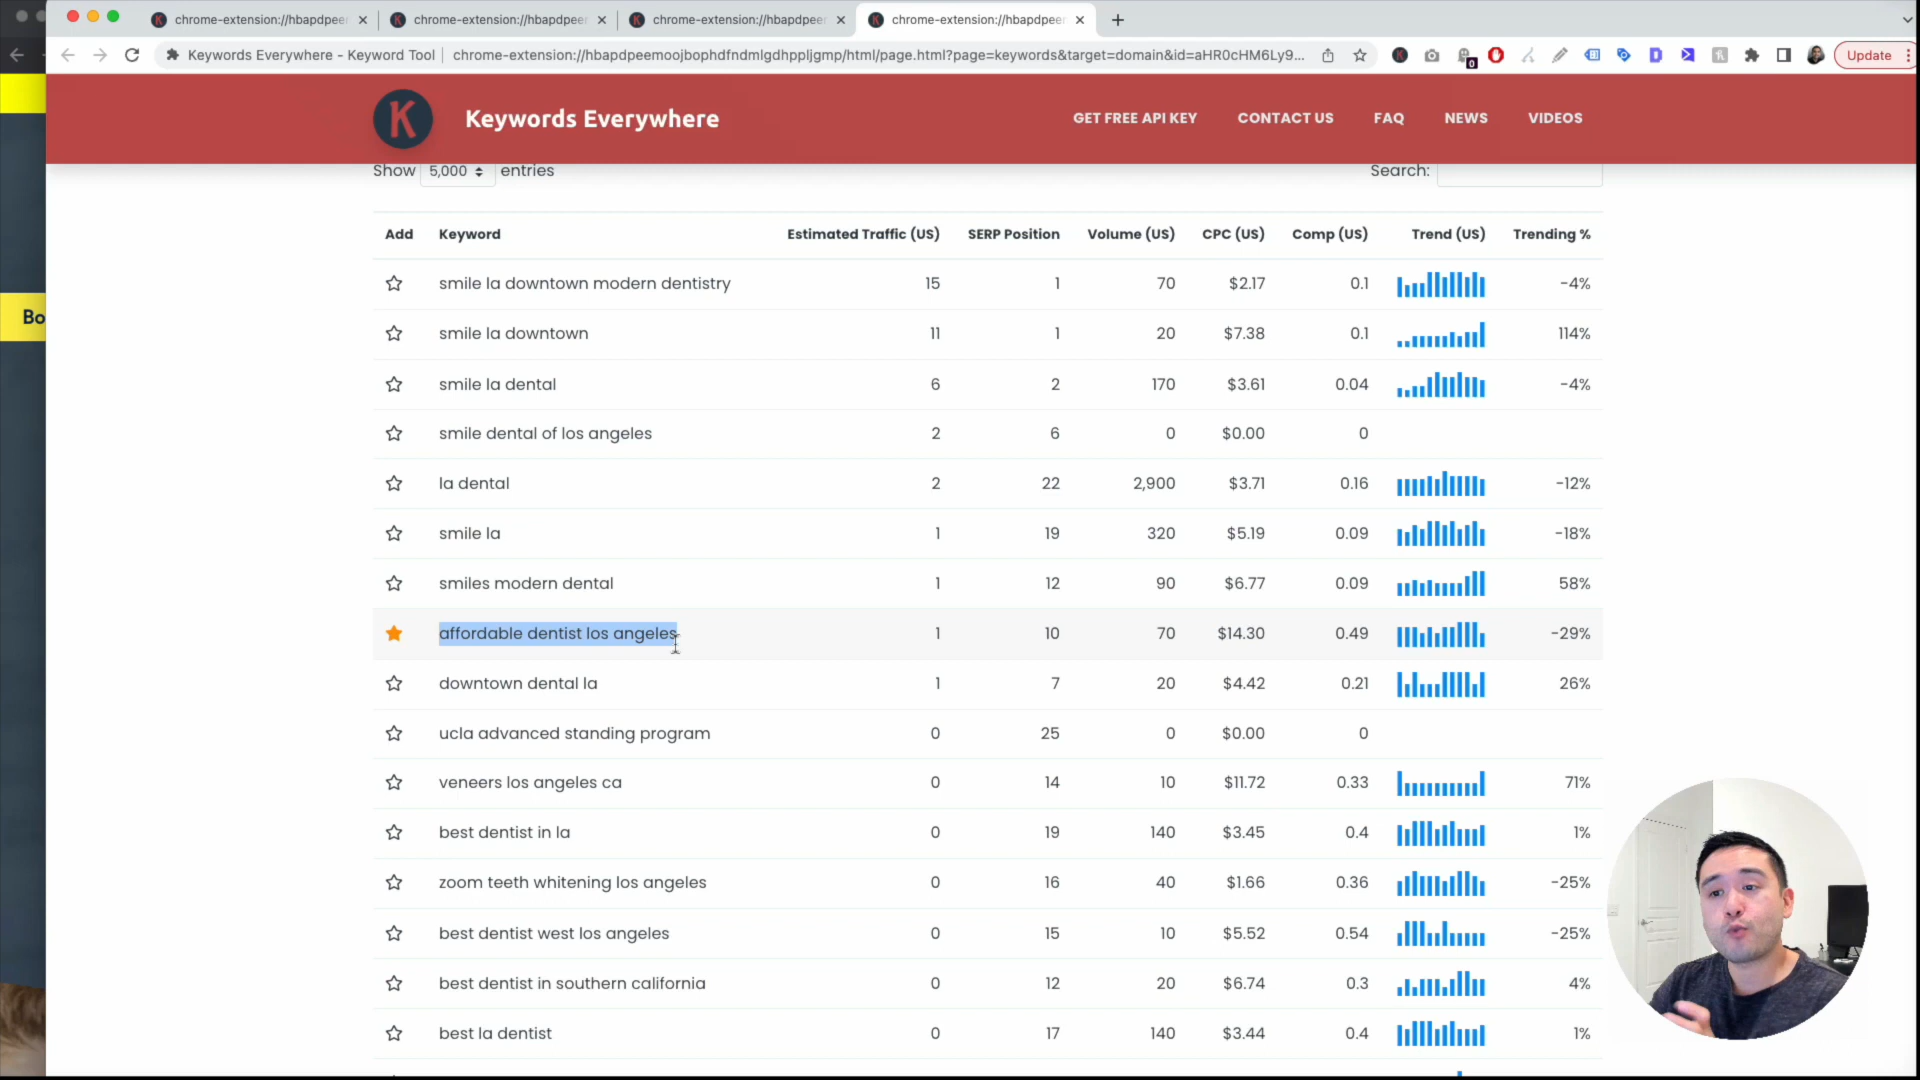 chrome-extension://hbapdpeer
chrome-extension://hbapdpeer
chrome-extension://hbapdpeer
chrome-extension://hbapdpeer
Keywords Everywhere - Keyword Tool chrome-extension://hbapdpeemoojbophdfndmlgdhppljgmp/html/page.html?page=keywords&target=domain&id=aHR0cHM6Ly9... 0 Update
K Keywords Everywhere GET FREE API KEY CONTACT US FAQ NEWS VIDEOS
Show 5,000 entries Search:
Add Keyword Estimated Traffic (US) SERP Position Volume (US) CPC (US) Comp (US) Trend (US) Trending %
smile la downtown modern dentistry 15 1 70 $2.17 0.1 -4%
Bo
smile la downtown 11 1 20 $7.38 0.1 114%
smile la dental 6 2 170 $3.61 0.04 -4%
smile dental of los angeles 2 6 0 $0.00 0
la dental 2 22 2,900 $3.71 0.16 -12%
smile la 1 19 320 $5.19 0.09 -18%
smiles modern dental 1 12 90 $6.77 0.09 58%
affordable dentist los angeles 1 10 70 $14.30 0.49 -29%
downtown dental la 1 7 20 $4.42 0.21 26%
ucla advanced standing program 0 25 0 $0.00 0
veneers los angeles ca 0 14 10 $11.72 0.33 71%
best dentist in la 0 19 140 $3.45 0.4 1%
zoom teeth whitening los angeles 0 16 40 $1.66 0.36 -25%
best dentist west los angeles 0 15 10 $5.52 0.54 -25%
best dentist in southern california 0 12 20 $6.74 0.3 4%
best la dentist 0 17 140 $3.44 0.4 1%